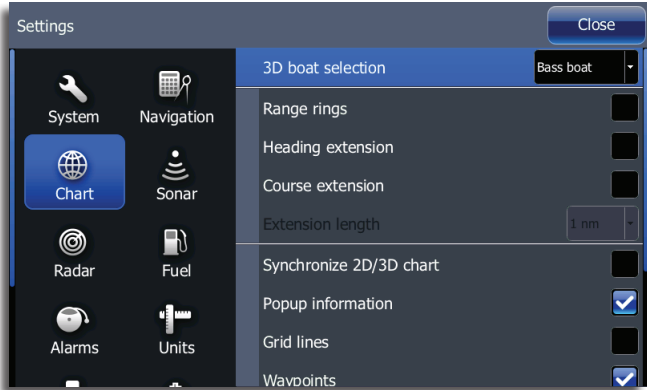 Settings
Close
System
Navigation
Chart
Sonar
Radar
Fuel
Alarms
Units
3D boat selection
Bass boat
Range rings
Heading extension
Course extension
Extension length
1 nm
Synchronize 2D/3D chart
Popup information
Grid lines
Waypoints